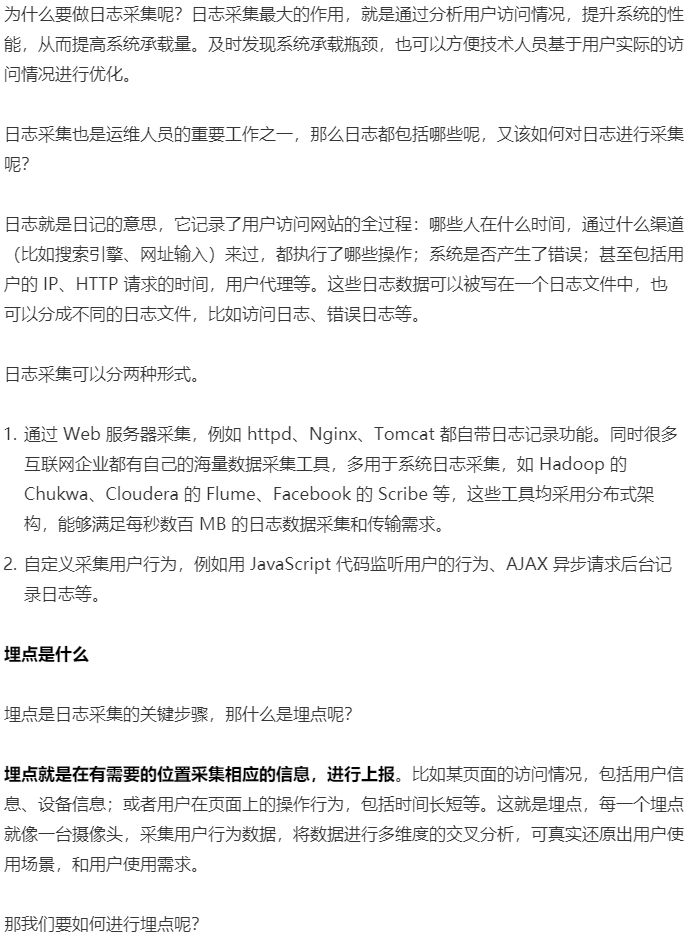 为什么要做日志采集呢？日志采集最大的作用，就是通过分析用户访问情况，提升系统的性
能，从而提高系统承载量。及时发现系统承载瓶颈，也可以方便技术人员基于用户实际的访
问情况进行优化。
日志采集也是运维人员的重要工作之一，那么日志都包括哪些呢，又该如何对日志进行采集
呢？
日志就是日记的意思，它记录了用户访问网站的全过程：哪些人在什么时间，通过什么渠道
（比如搜索引擎、网址输入）来过，都执行了哪些操作；系统是否产生了错误；甚至包括用
户的 IP、HTTP 请求的时间，用户代理等。这些日志数据可以被写在一个日志文件中，也
可以分成不同的日志文件，比如访问日志、错误日志等。
日志采集可以分两种形式。
1. 通过 Web 服务器采集，例如 httpd、Nginx、Tomcat 都自带日志记录功能。同时很多
互联网企业都有自己的海量数据采集工具，多用于系统日志采集，如 Hadoop 的
Chukwa、Cloudera 的 Flume、Facebook 的 Scribe 等，这些工具均采用分布式架
构，能够满足每秒数百 MB 的日志数据采集和传输需求。
2. 自定义采集用户行为，例如用 JavaScript 代码监听用户的行为、AJAX 异步请求后台记
录日志等。
埋点是什么
埋点是日志采集的关键步骤，那什么是埋点呢？
埋点就是在有需要的位置采集相应的信息，进行上报。比如某页面的访问情况，包括用户信
息、设备信息；或者用户在页面上的操作行为，包括时间长短等。这就是埋点，每一个埋点
就像一台摄像头，采集用户行为数据，将数据进行多维度的交叉分析，可真实还原出用户使
用场景，和用户使用需求。
那我们要如何进行埋点呢？